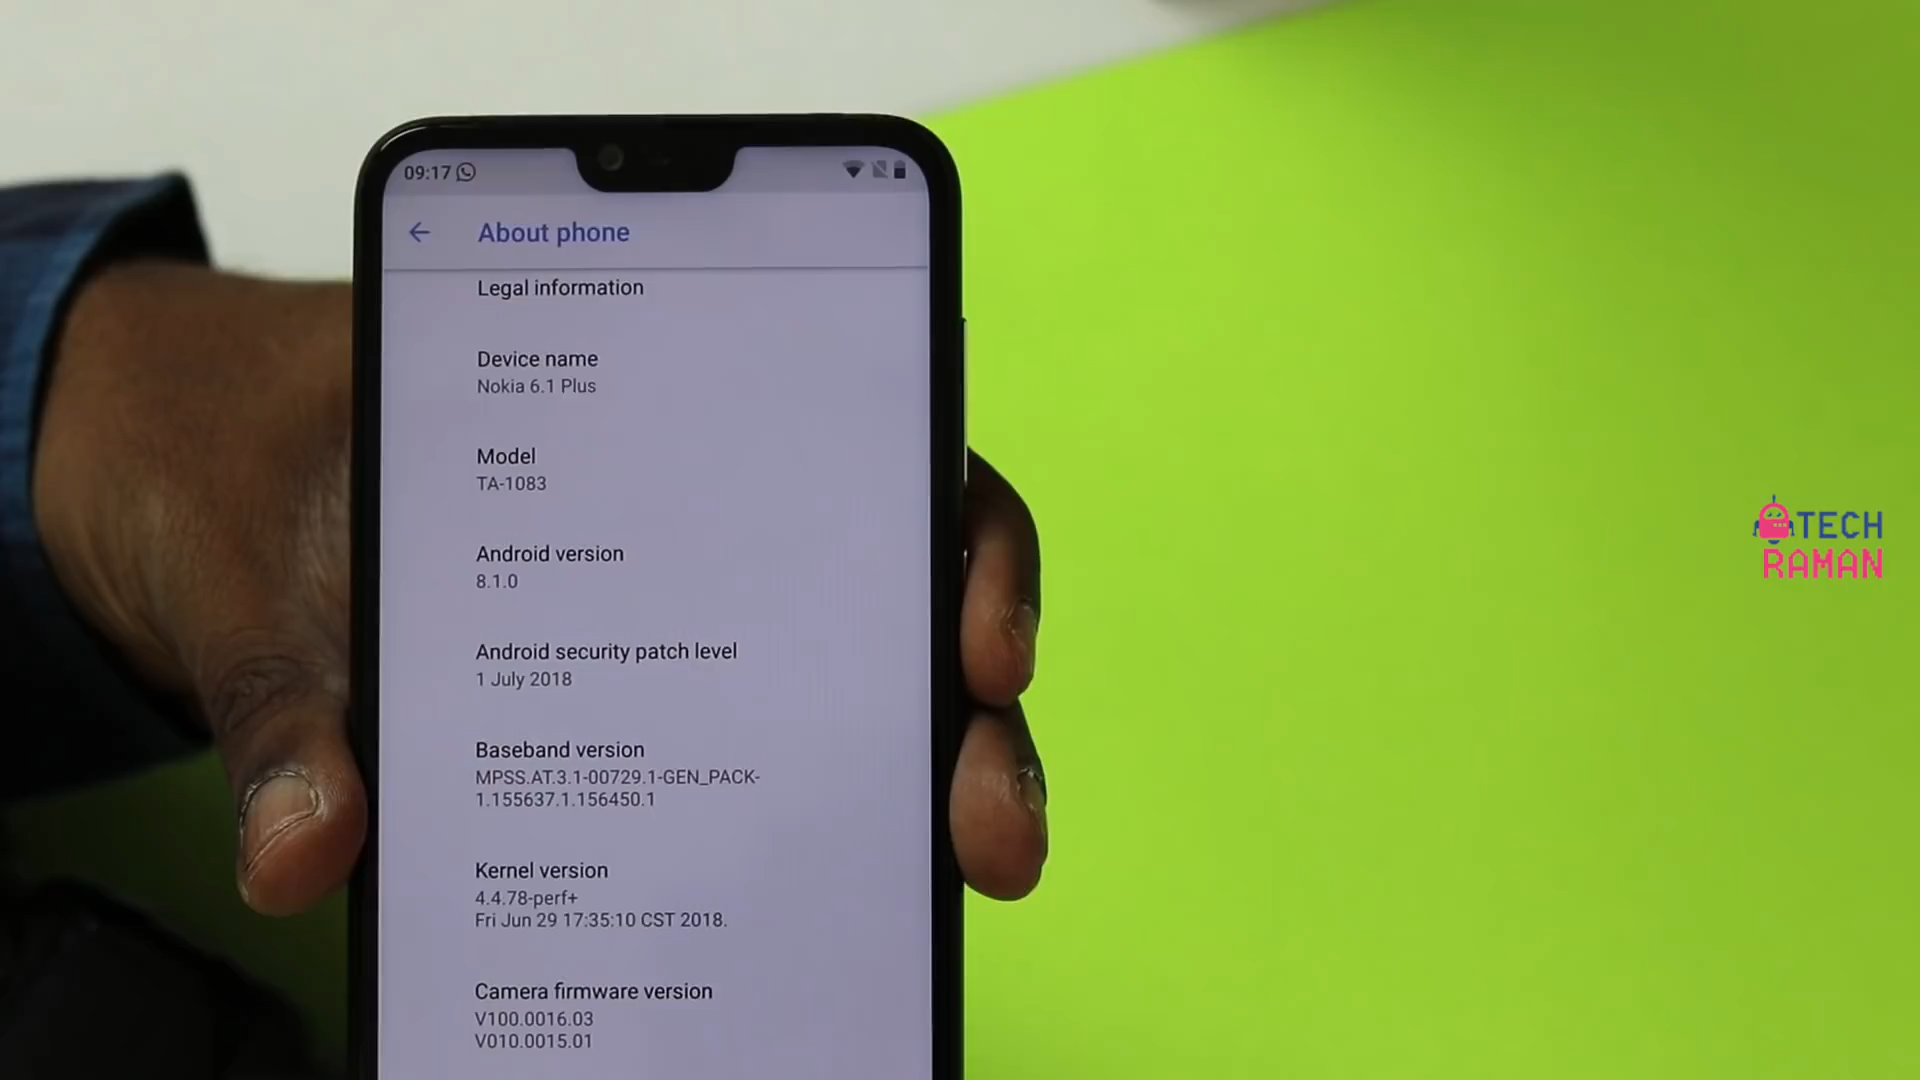 09:17
About phone
Legal information
Device name
Nokia 6.1 Plus
Model
TA-1083
Android version
8.1.0
Android security patch level
1 July 2018
Baseband version
MPSS.AT.3.1-00729.1-GEN_PACK-
1.155637.1.156450.1
Kernel version
4.4.78-perf+
Fri Jun 29 17:35:10 CST 2018.
Camera firmware version
V100.0016.03
V010.0015.01
TECH
RAMAN